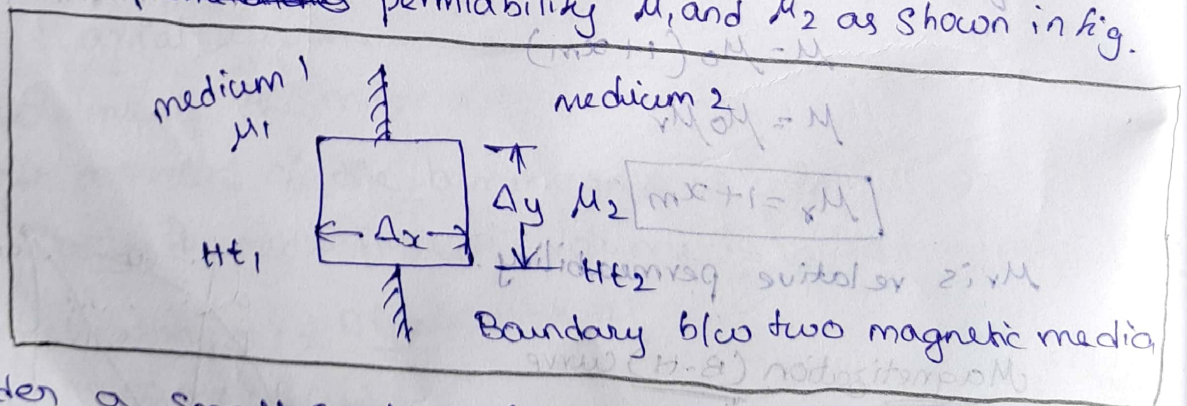 permiability μ, and μ2 as shown in fig.
medium 1
medium 2
μ1
Δy μ2
Δx
Ht1
Ht2
Boundary b/w two magnetic media
der a